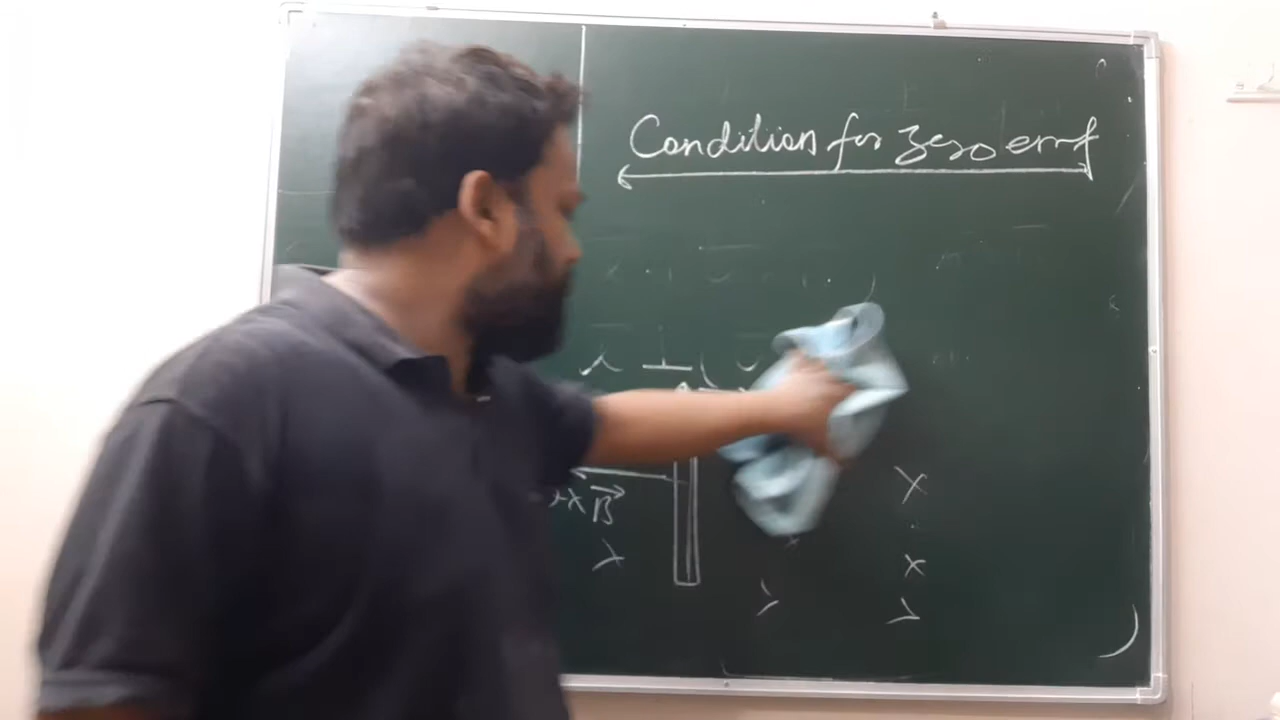 Condition for zero emf
x B⃗
x
x